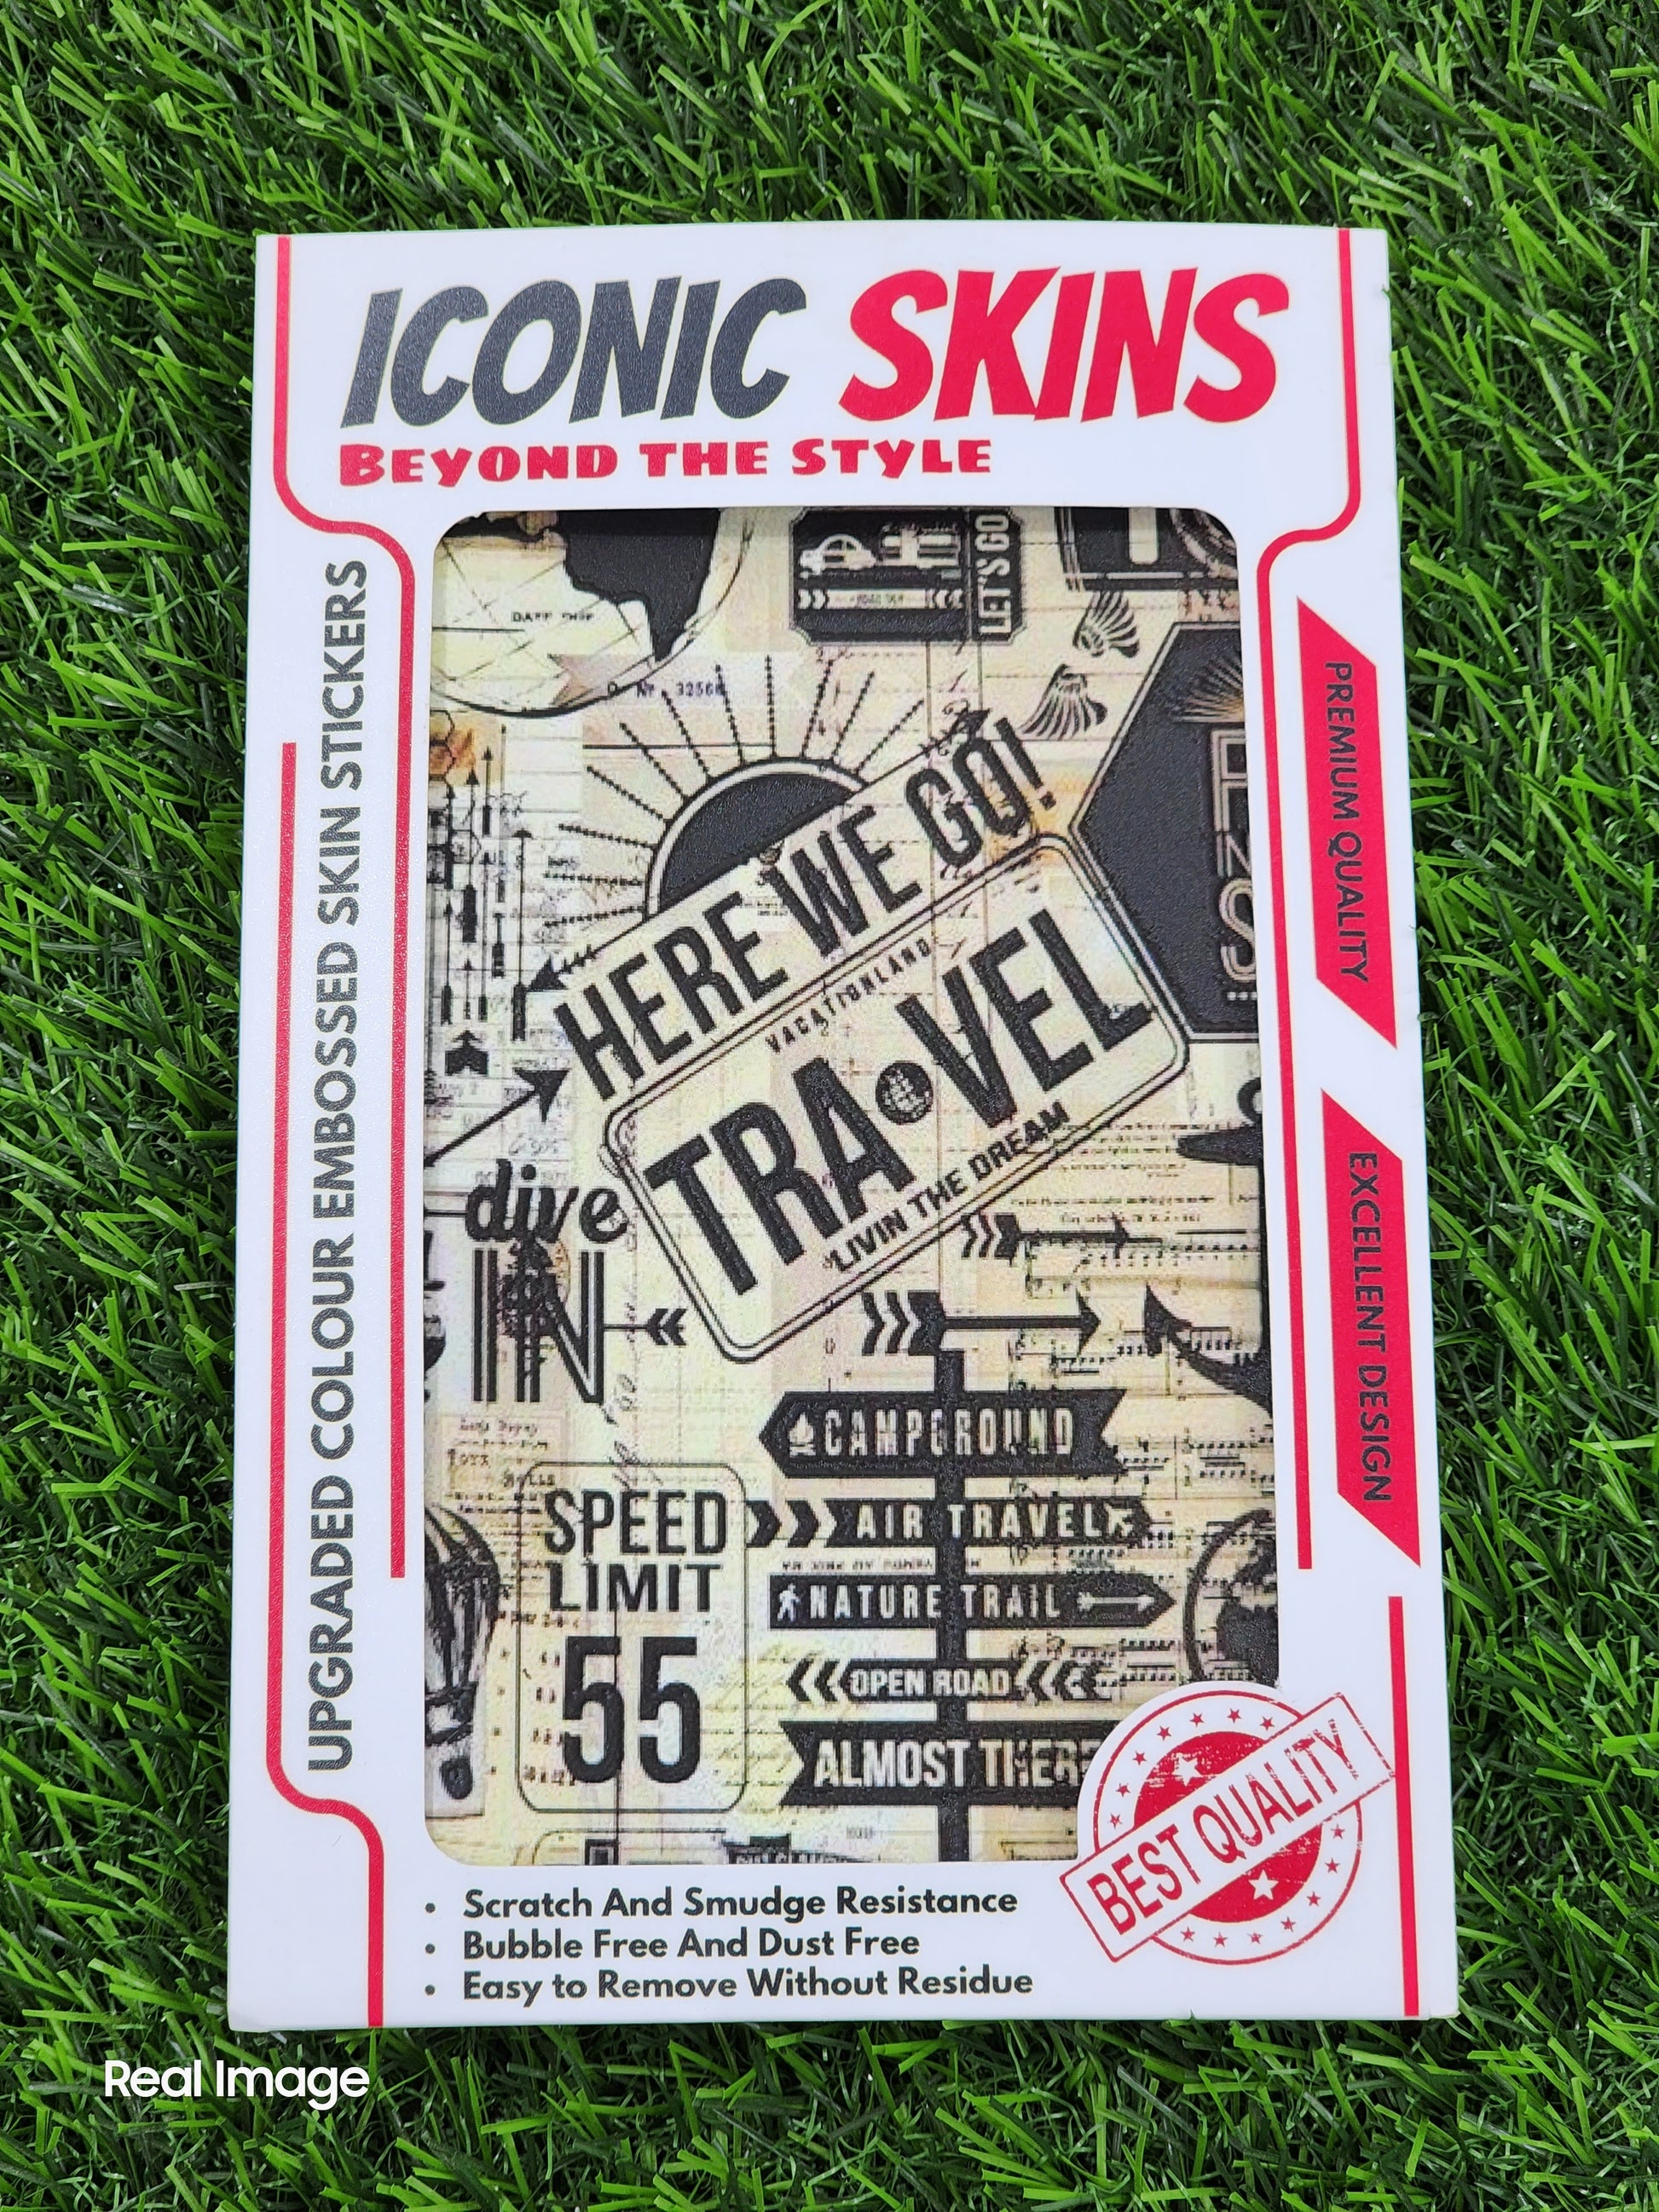 ICONIC SKINS
BEYOND THE STYLE
UPGRADED COLOUR EMBOSSED SKIN STICKERS
PREMIUM QUALITY
EXCELLENT DESIGN
LET'S GO
HERE WE GO!
VACATIONLAND
TRA•VEL
LIVIN THE DREAM
dive
IN
CAMPGROUND
AIR TRAVEL
NATURE TRAIL
OPEN ROAD
ALMOST THERE
SPEED
LIMIT
55
BEST QUALITY
• Scratch And Smudge Resistance
• Bubble Free And Dust Free
• Easy to Remove Without Residue
Real Image